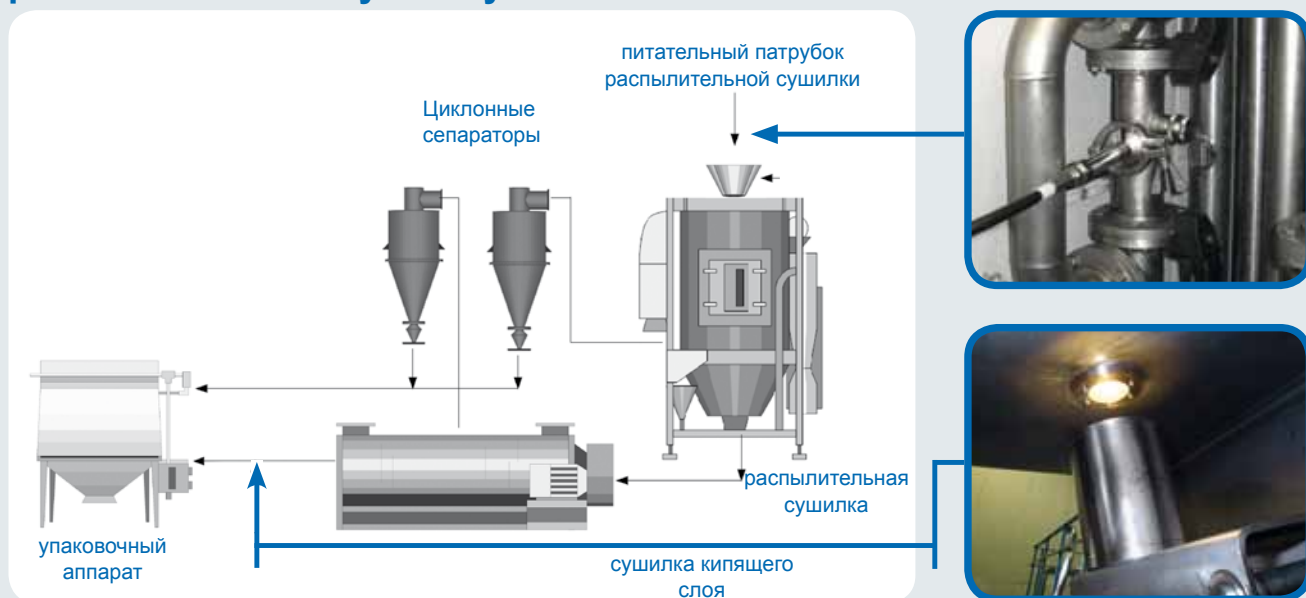 питательный патрубок
распылительной сушилки
Циклонные
сепараторы
распылительная
сушилка
упаковочный
аппарат
сушилка кипящего
слоя